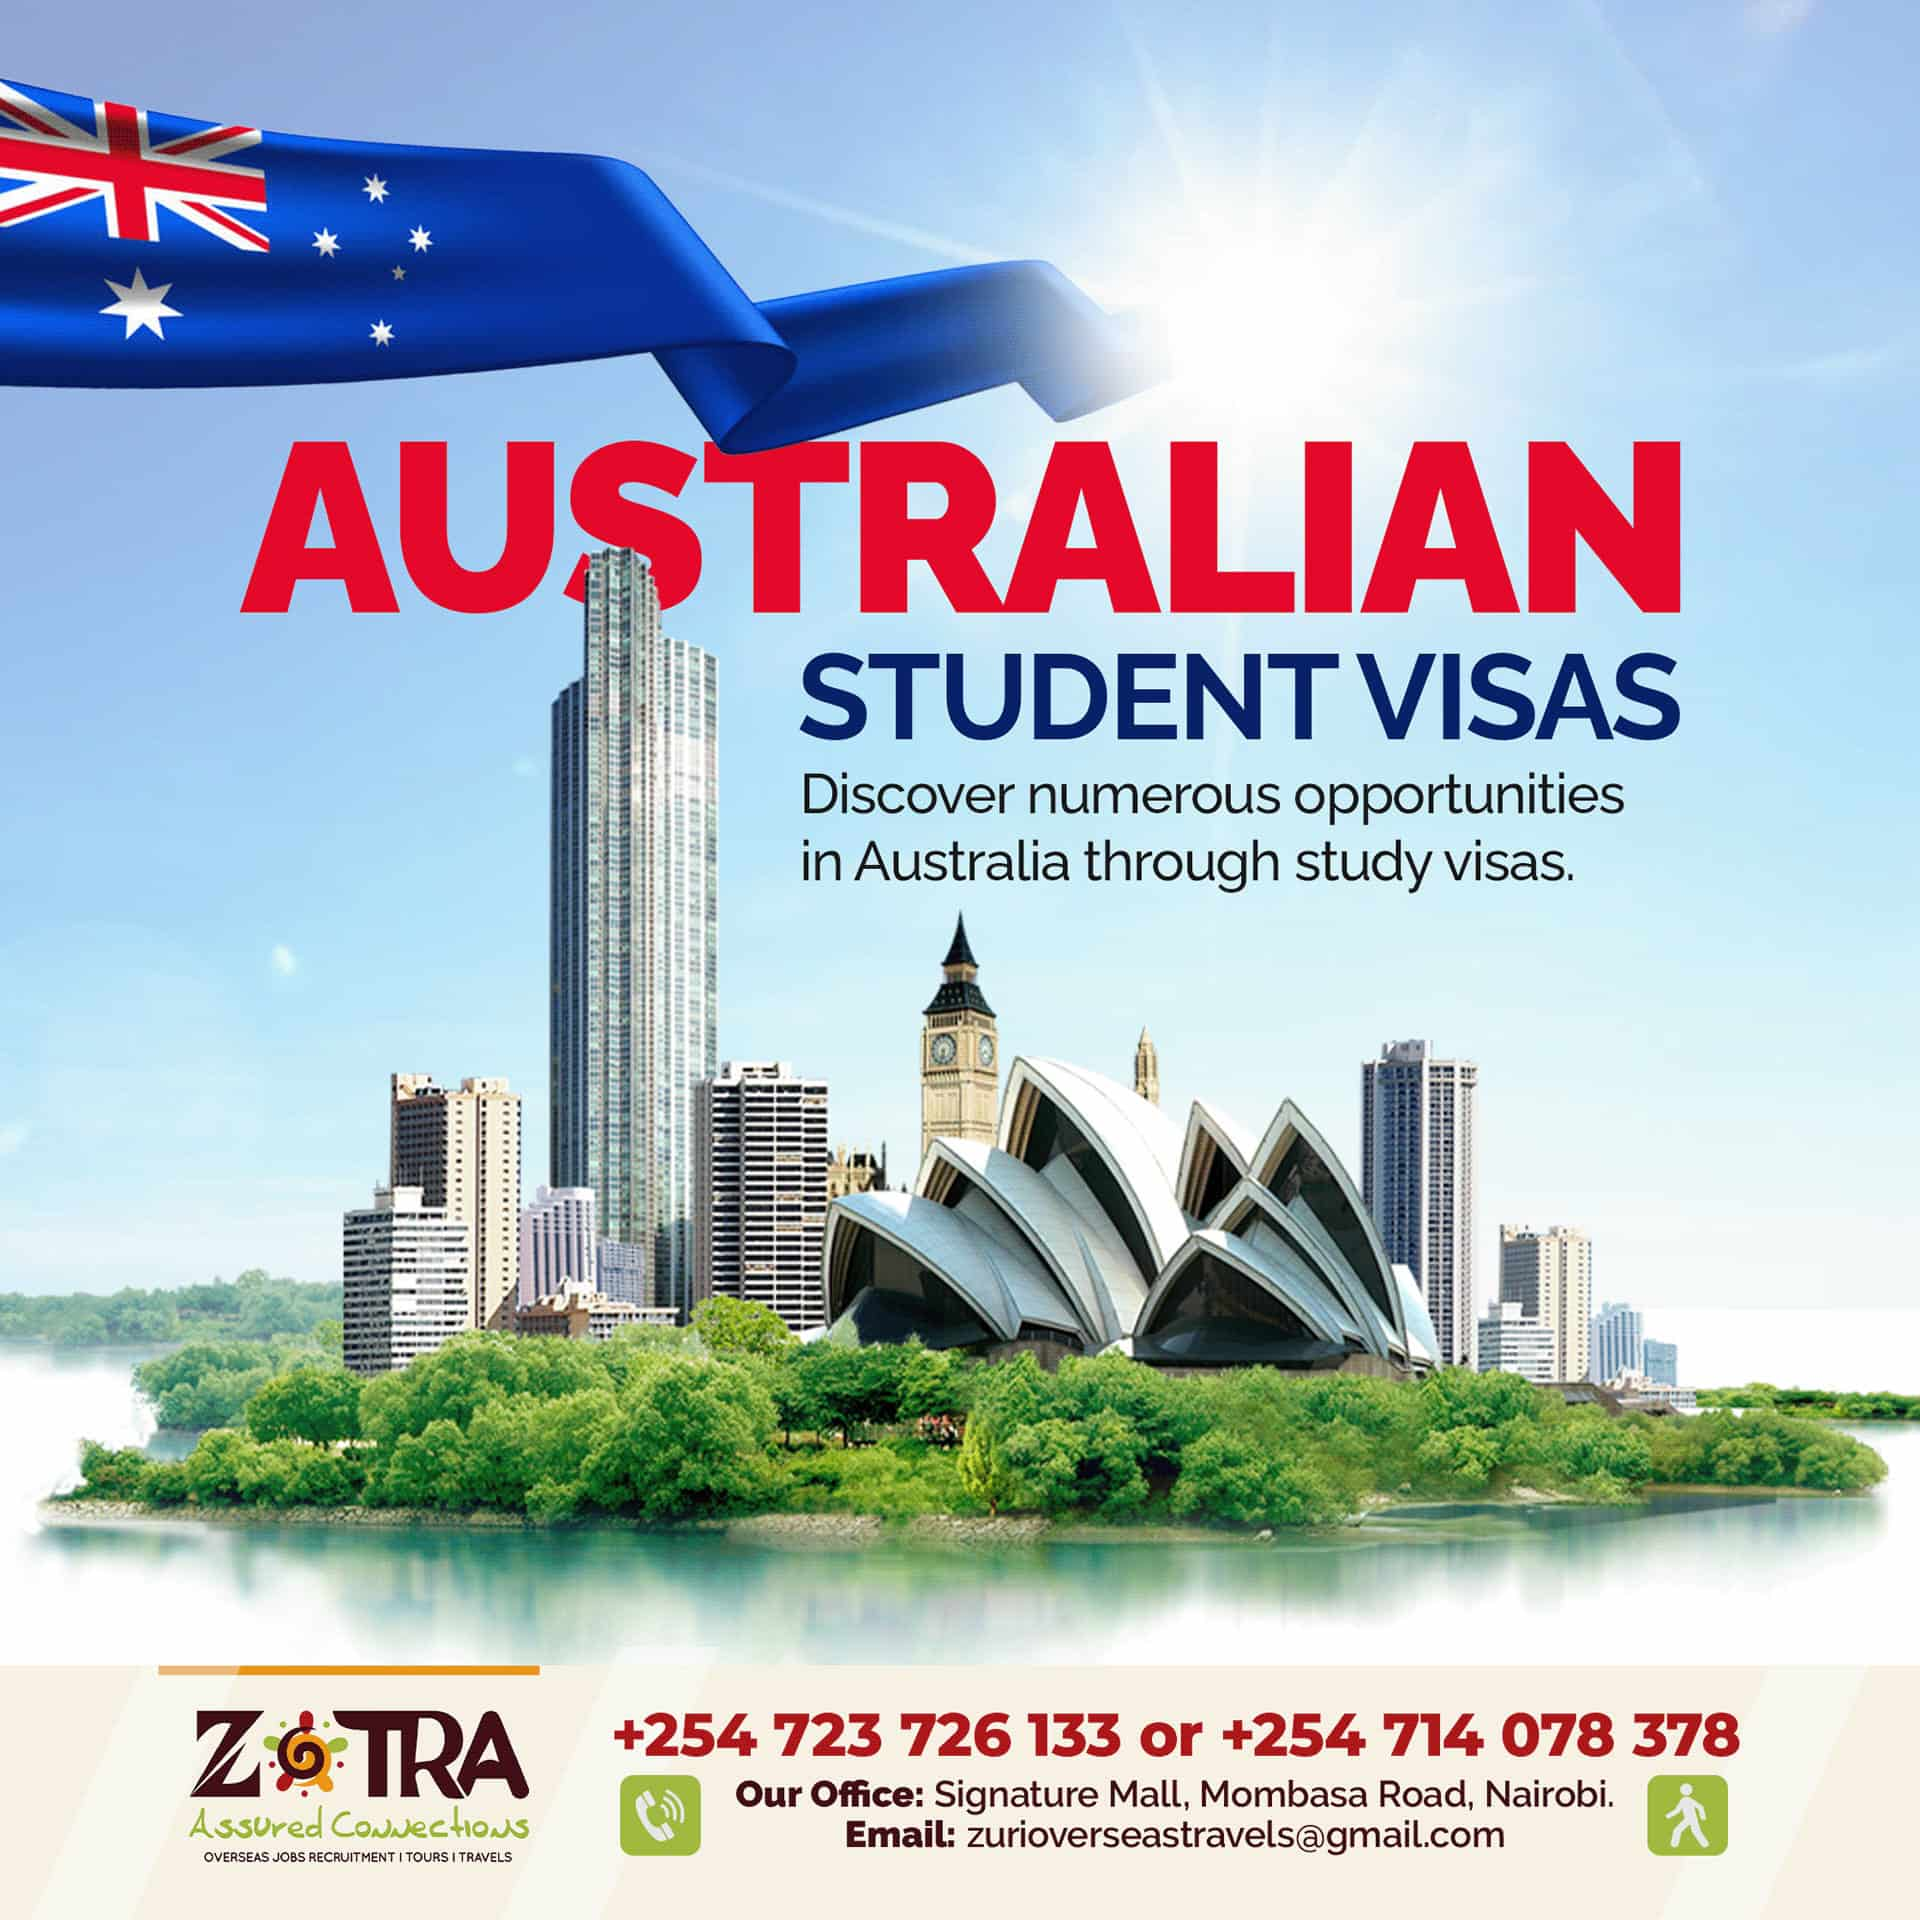 AUSTRALIAN
STUDENT VISAS
Discover numerous opportunities
in Australia through study visas.
ZOTRA
Assured Connections
OVERSEAS JOBS RECRUITMENT I TOURS I TRAVELS
+254 723 726 133 or +254 714 078 378
Our Office: Signature Mall, Mombasa Road, Nairobi.
Email: zurioverseastravels@gmail.com